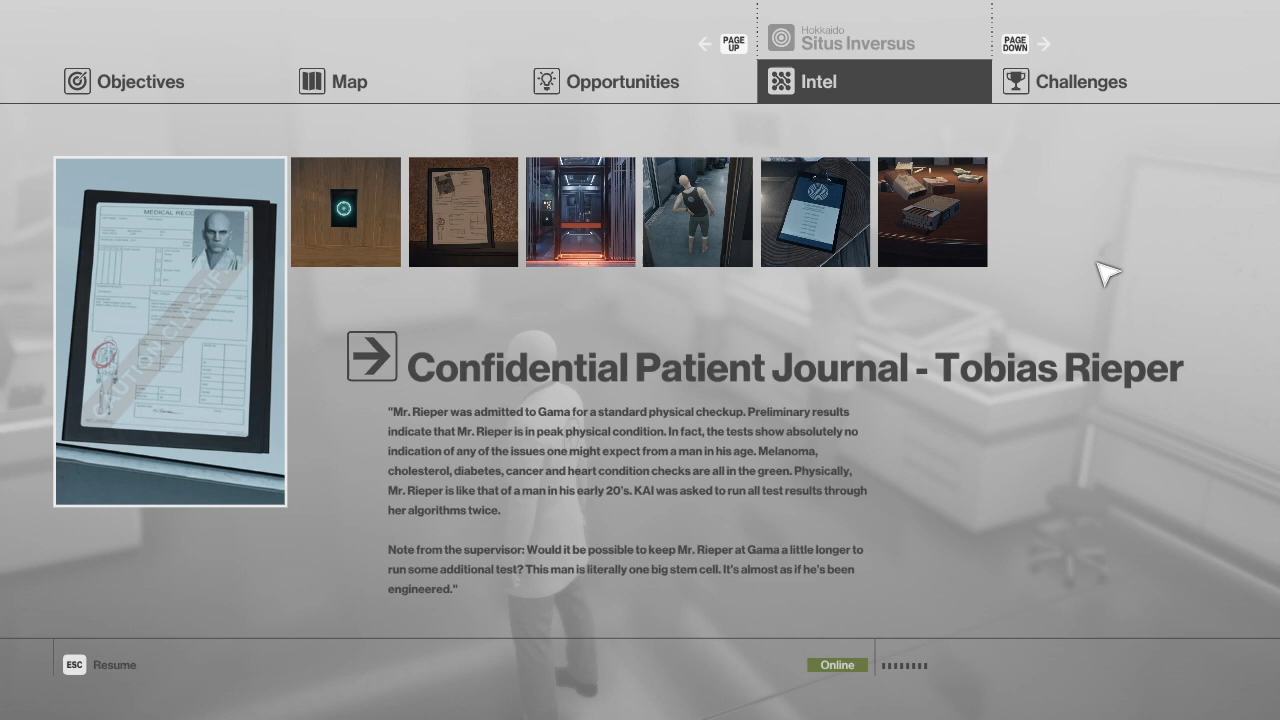 Hokkaido
Situs Inversus
PAGE UP
PAGE DOWN
Objectives
Map
Opportunities
Intel
Challenges
MEDICAL RECO
Confidential Patient Journal - Tobias Rieper
"Mr. Rieper was admitted to Gama for a standard physical checkup. Preliminary results
indicate that Mr. Rieper is in peak physical condition. In fact, the tests show absolutely no
indication of any of the issues one might expect from a man in his age. Melanoma,
cholesterol, diabetes, cancer and heart condition checks are all in the green. Physically,
Mr. Rieper is like that of a man in his early 20's. KAI was asked to run all test results through
her algorithms twice.
Note from the supervisor: Would it be possible to keep Mr. Rieper at Gama a little longer to
run some additional test? This man is literally one big stem cell. It's almost as if he's been
engineered."
ESC Resume
Online